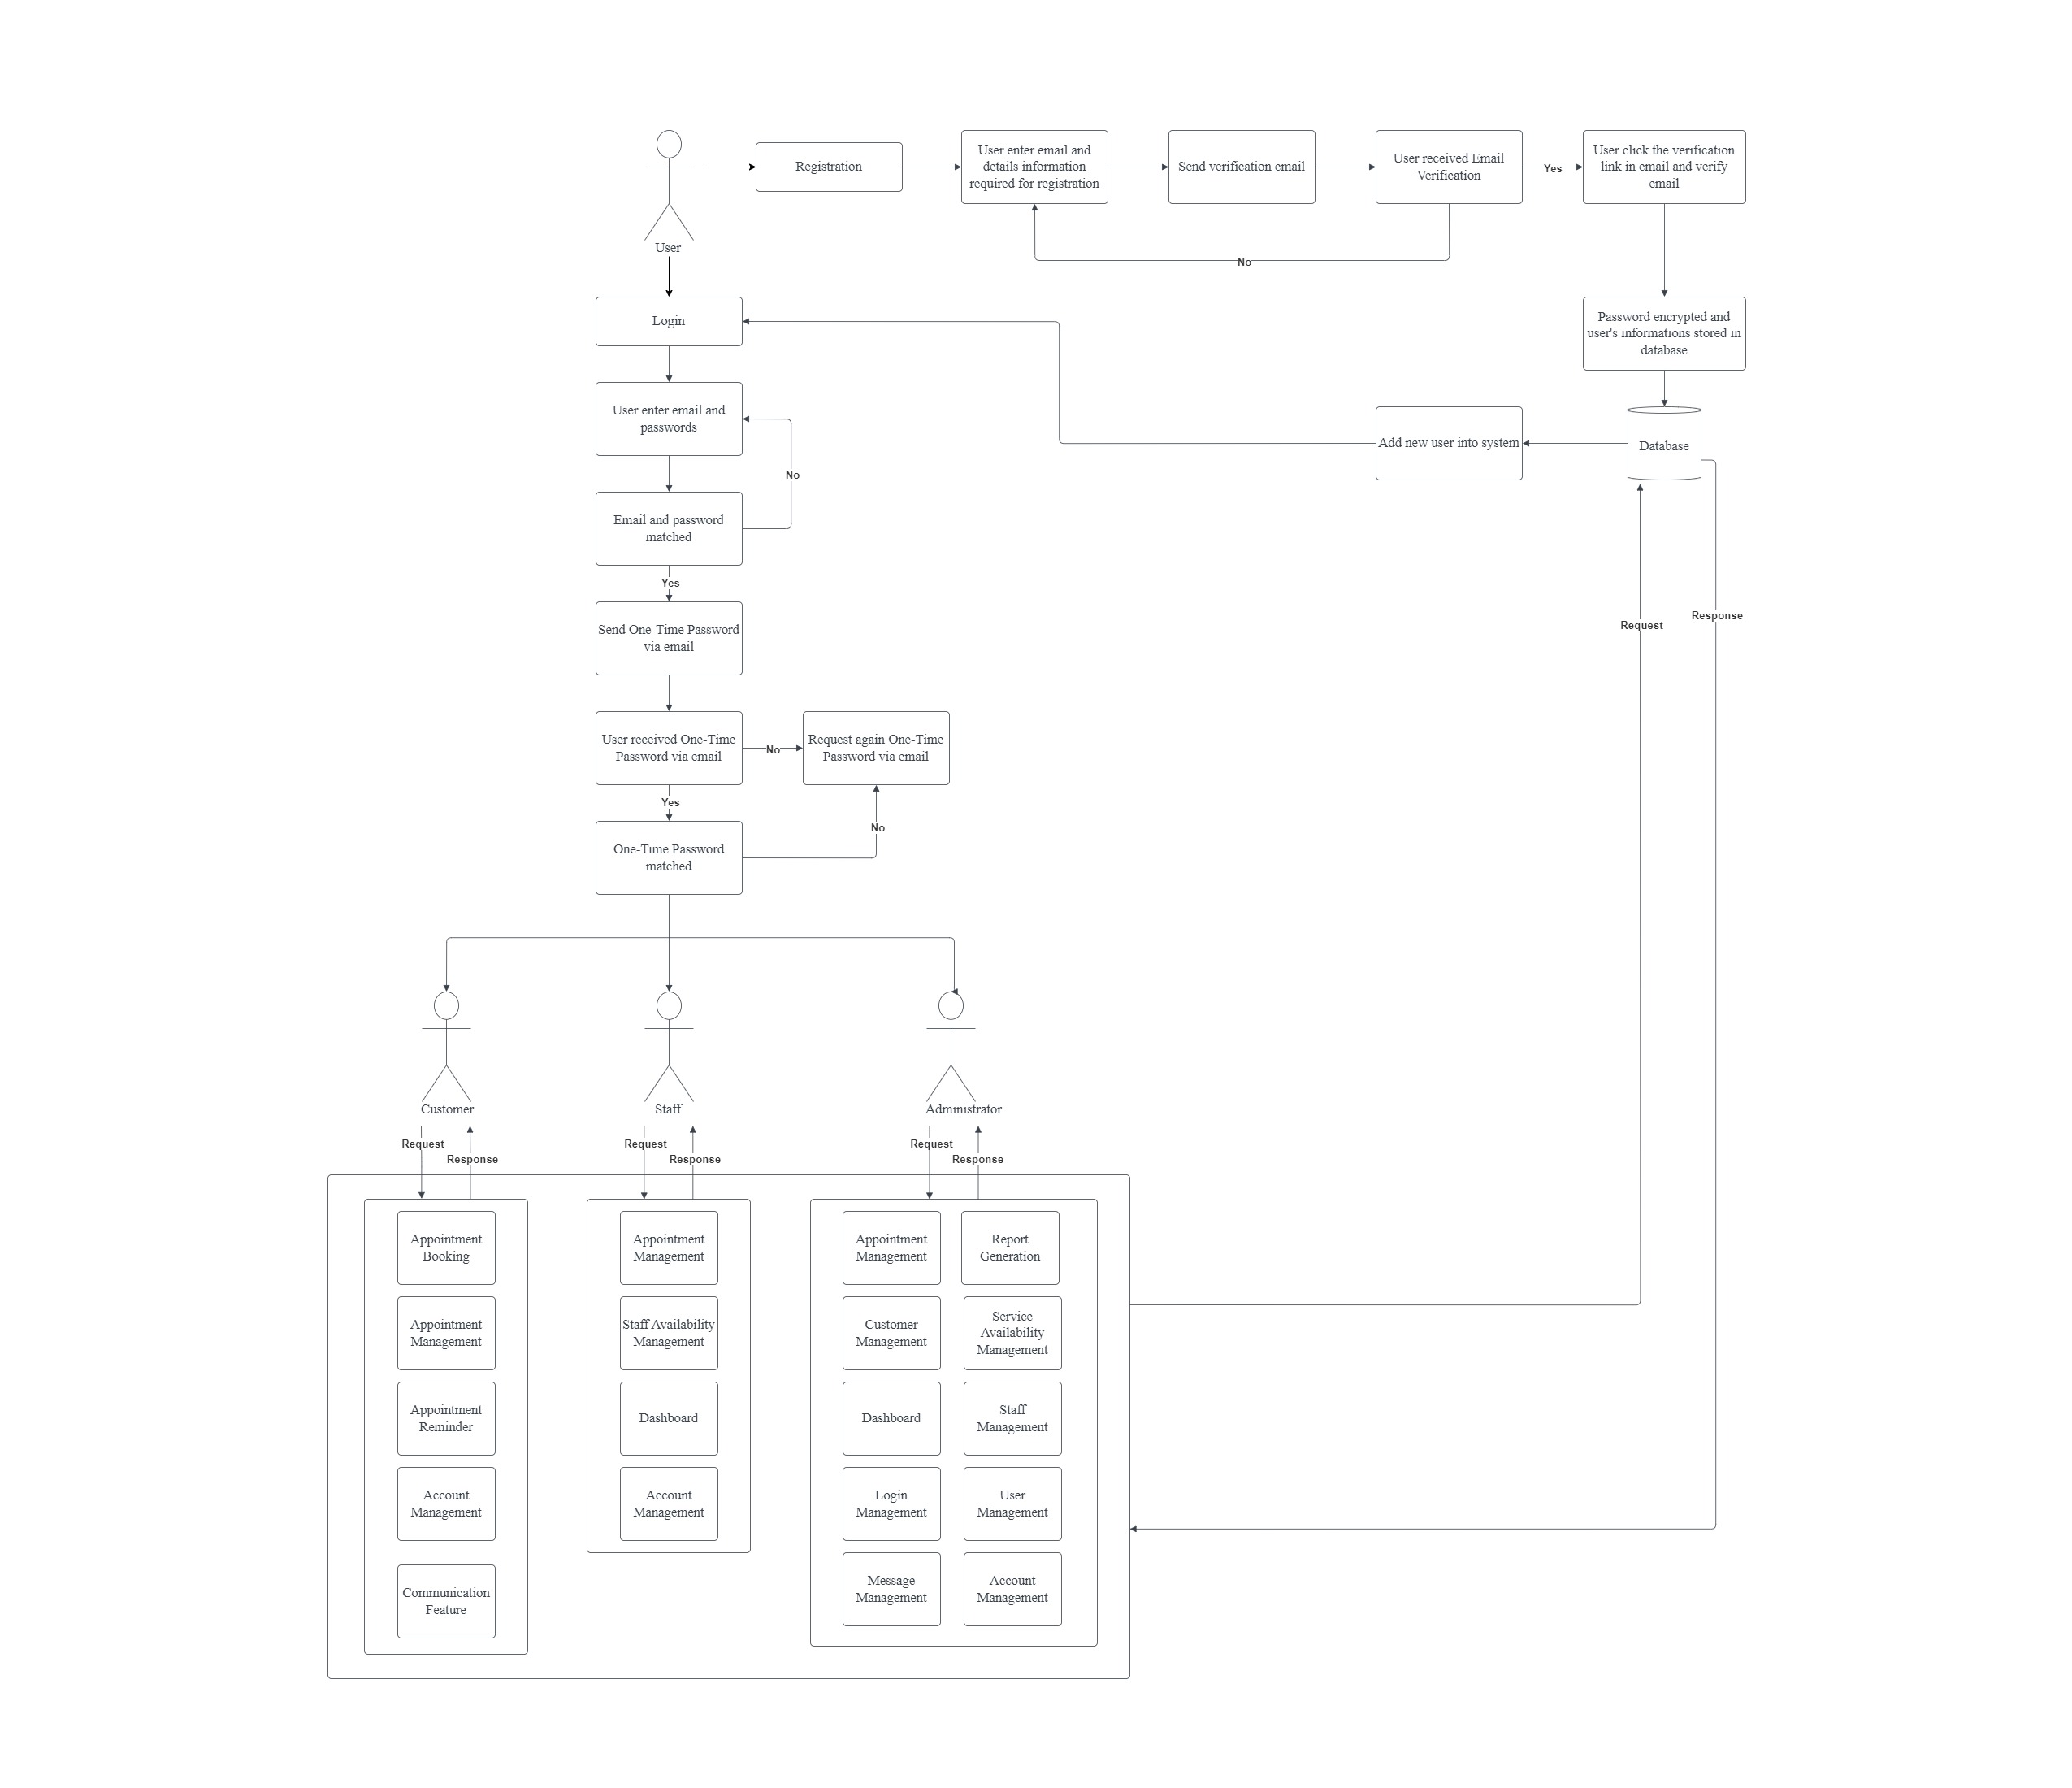 User
Registration
User enter email and
details information
required for registration
Send verification email
User received Email
Verification
Yes
User click the verification
link in email and verify
email
No
Login
Password encrypted and
user's informations stored in
database
User enter email and
passwords
No
Add new user into system
Database
Email and password
matched
Yes
Send One-Time Password
via email
Request
Response
User received One-Time
Password via email
No
Request again One-Time
Password via email
Yes
No
One-Time Password
matched
Customer
Staff
Administrator
Request
Response
Request
Response
Request
Response
Appointment
Booking
Appointment
Management
Appointment
Reminder
Account
Management
Communication
Feature
Appointment
Management
Staff Availability
Management
Dashboard
Account
Management
Appointment
Management
Report
Generation
Customer
Management
Service
Availability
Management
Dashboard
Staff
Management
Login
Management
User
Management
Message
Management
Account
Management